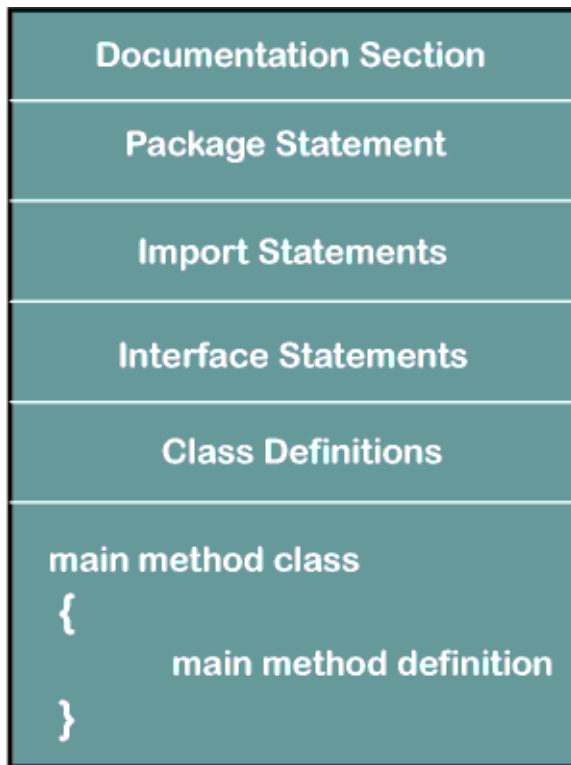 Documentation Section
Package Statement
Import Statements
Interface Statements
Class Definitions
main method class
{
main method definition
}